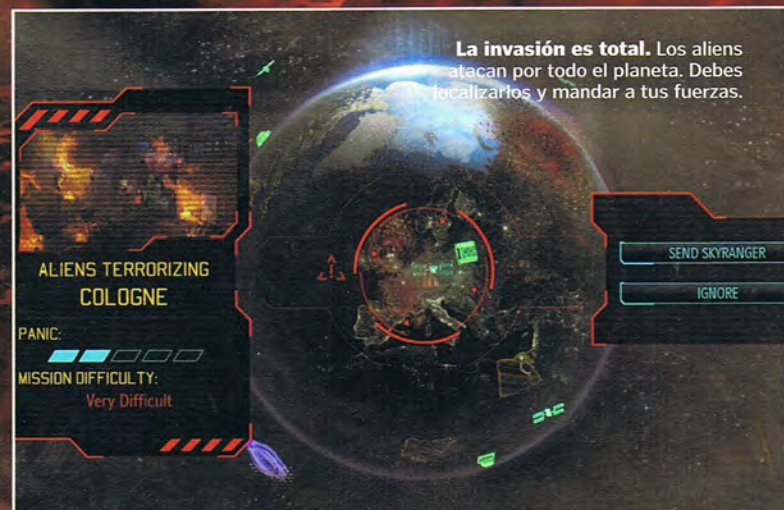 La invasión es total. Los aliens
atacan por todo el planeta. Debes
localizarlos y mandar a tus fuerzas.
ALIENS TERRORIZING
COLOGNE
PANIC:
MISSION DIFFICULTY:
Very Difficult
SEND SKYRANGER
IGNORE